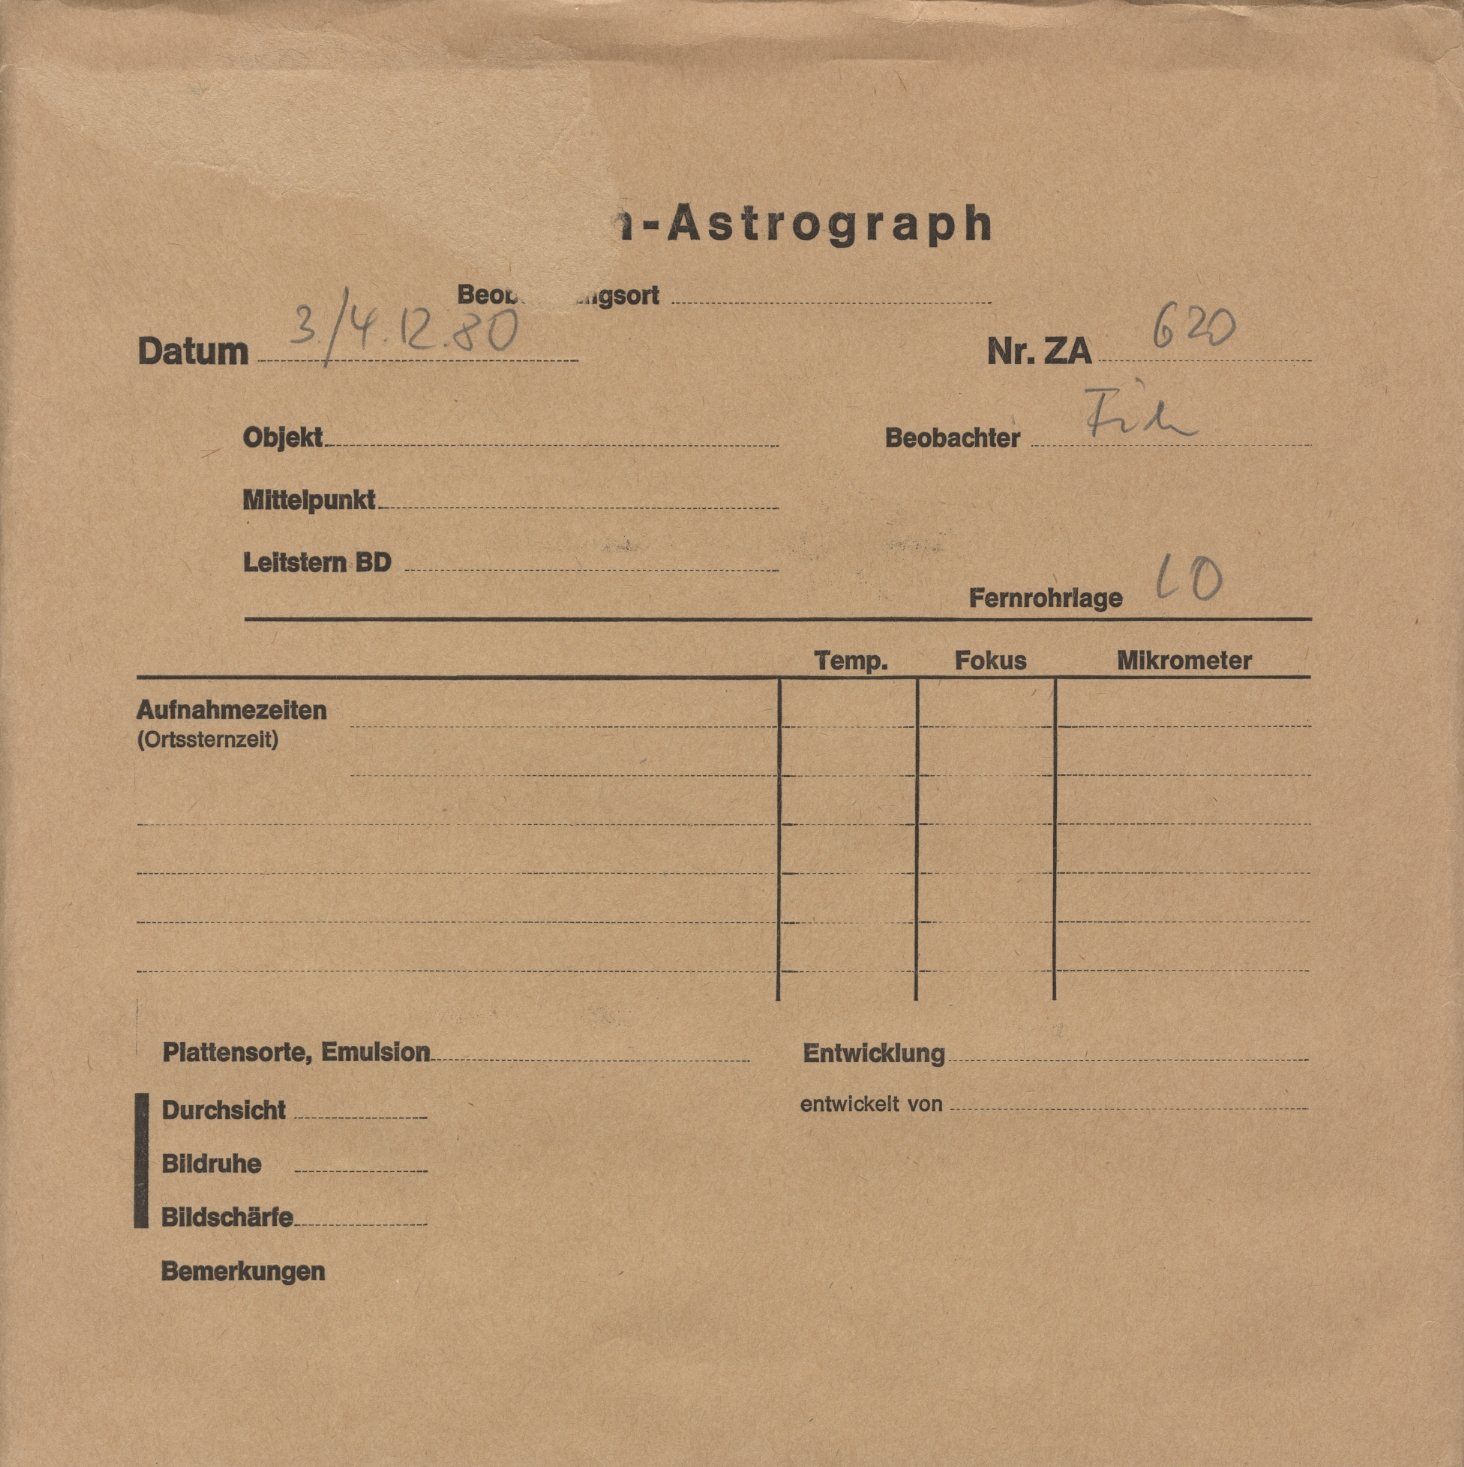 -Astrograph
Beob ngsort
Datum 3./4.12.80 Nr. ZA 620
Objekt Beobachter
Mittelpunkt
Leitstern BD
Fernrohrlage LO
Temp. Fokus Mikrometer
Aufnahmezeiten
(Ortssternzeit)
Plattensorte, Emulsion Entwicklung
Durchsicht entwickelt von
Bildruhe
Bildschärfe
Bemerkungen